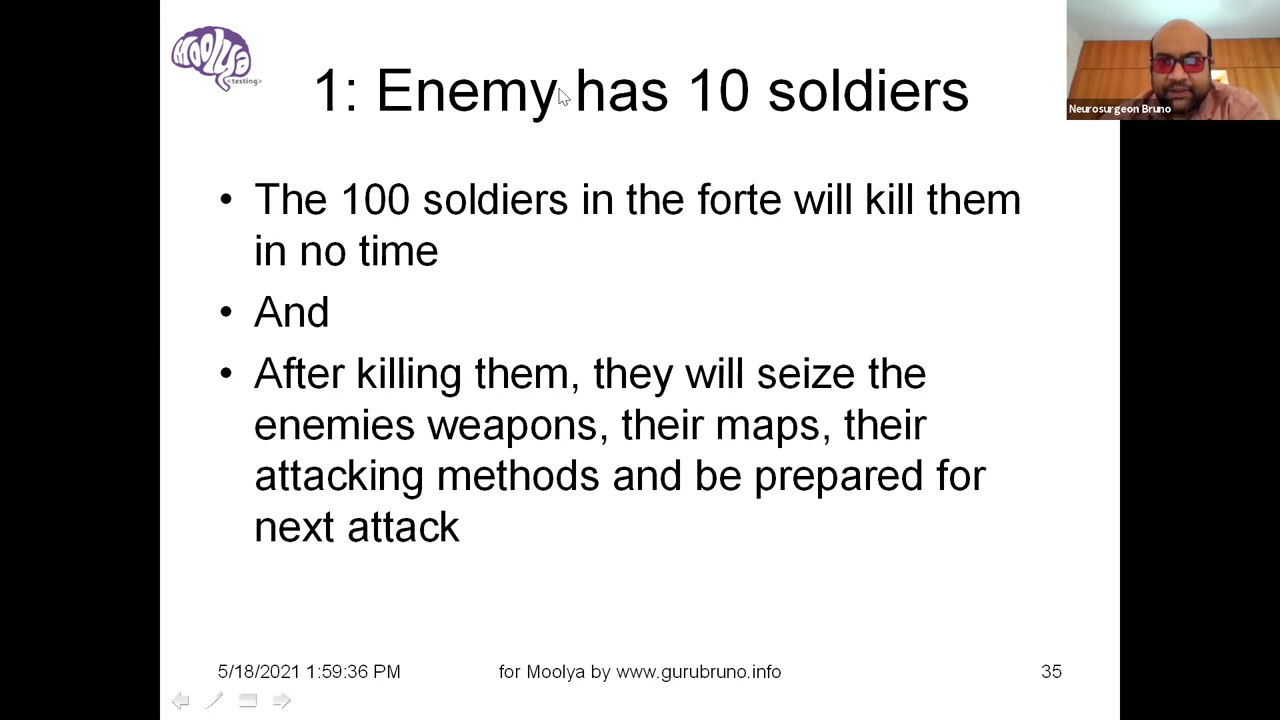 Moolya
<testing>
1: Enemy has 10 soldiers
Neurosurgeon Bruno
• The 100 soldiers in the forte will kill them
in no time
• And
• After killing them, they will seize the
enemies weapons, their maps, their
attacking methods and be prepared for
next attack
5/18/2021 1:59:36 PM
for Moolya by www.gurubruno.info
35